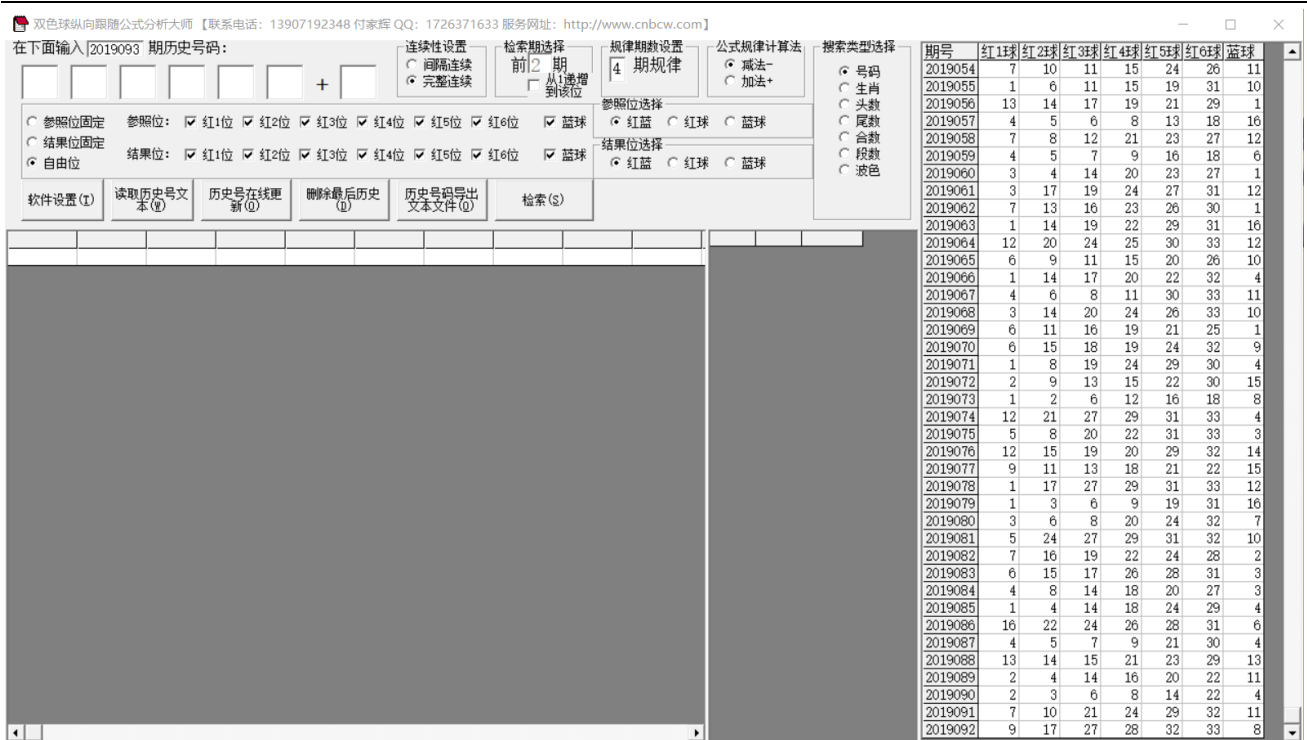 双色球纵向跟随公式分析大师 【联系电话: 13907192348 付家辉 QQ: 1726371633 服务网址: http://www.cnbcw.com】
在下面输入 2019093 期历史号码:
+
连续性设置
间隔连续
完整连续
检索期选择
前 2 期
从1递增到该位
规律期数设置
4 期规律
公式规律计算法
减法-
加法+
搜索类型选择
号码
生肖
头数
尾数
合数
段数
波色
参照位固定
结果位固定
自由位
参照位: 红1位 红2位 红3位 红4位 红5位 红6位 蓝球
结果位: 红1位 红2位 红3位 红4位 红5位 红6位 蓝球
参照位选择
红蓝 红球 蓝球
结果位选择
红蓝 红球 蓝球
软件设置(T)
读取历史号文本(W)
历史号在线更新(O)
删除最后历史(D)
历史号码导出文本文件(O)
检索(S)
期号 红1球 红2球 红3球 红4球 红5球 红6球 蓝球
2019054 7 10 11 15 24 26 11
2019055 1 6 11 15 19 31 10
2019056 13 14 17 19 21 29 1
2019057 4 5 6 8 13 18 16
2019058 7 8 12 21 23 27 12
2019059 4 5 7 9 16 18 6
2019060 3 4 14 20 23 27 1
2019061 3 17 19 24 27 31 12
2019062 7 13 16 23 26 30 1
2019063 1 14 19 22 29 31 16
2019064 12 20 24 25 30 33 12
2019065 6 9 11 15 20 26 10
2019066 1 14 17 20 22 32 4
2019067 4 6 8 11 30 33 11
2019068 3 14 20 24 26 33 10
2019069 6 11 16 19 21 25 1
2019070 6 15 18 19 24 32 9
2019071 1 8 19 24 29 30 4
2019072 2 9 13 15 22 30 15
2019073 1 2 6 12 16 18 8
2019074 12 21 27 29 31 33 4
2019075 5 8 20 22 31 33 3
2019076 12 15 19 20 29 32 14
2019077 9 11 13 18 21 22 15
2019078 1 17 27 29 31 33 12
2019079 1 3 6 9 19 31 16
2019080 3 6 8 20 24 32 7
2019081 5 24 27 29 31 32 10
2019082 7 16 19 22 24 28 2
2019083 6 15 17 26 28 31 3
2019084 4 8 14 18 20 27 3
2019085 1 4 14 18 24 29 4
2019086 16 22 24 26 28 31 6
2019087 4 5 7 9 21 30 4
2019088 13 14 15 21 23 29 13
2019089 2 4 14 16 20 22 11
2019090 2 3 6 8 14 22 4
2019091 7 10 21 24 29 32 11
2019092 9 17 27 28 32 33 8